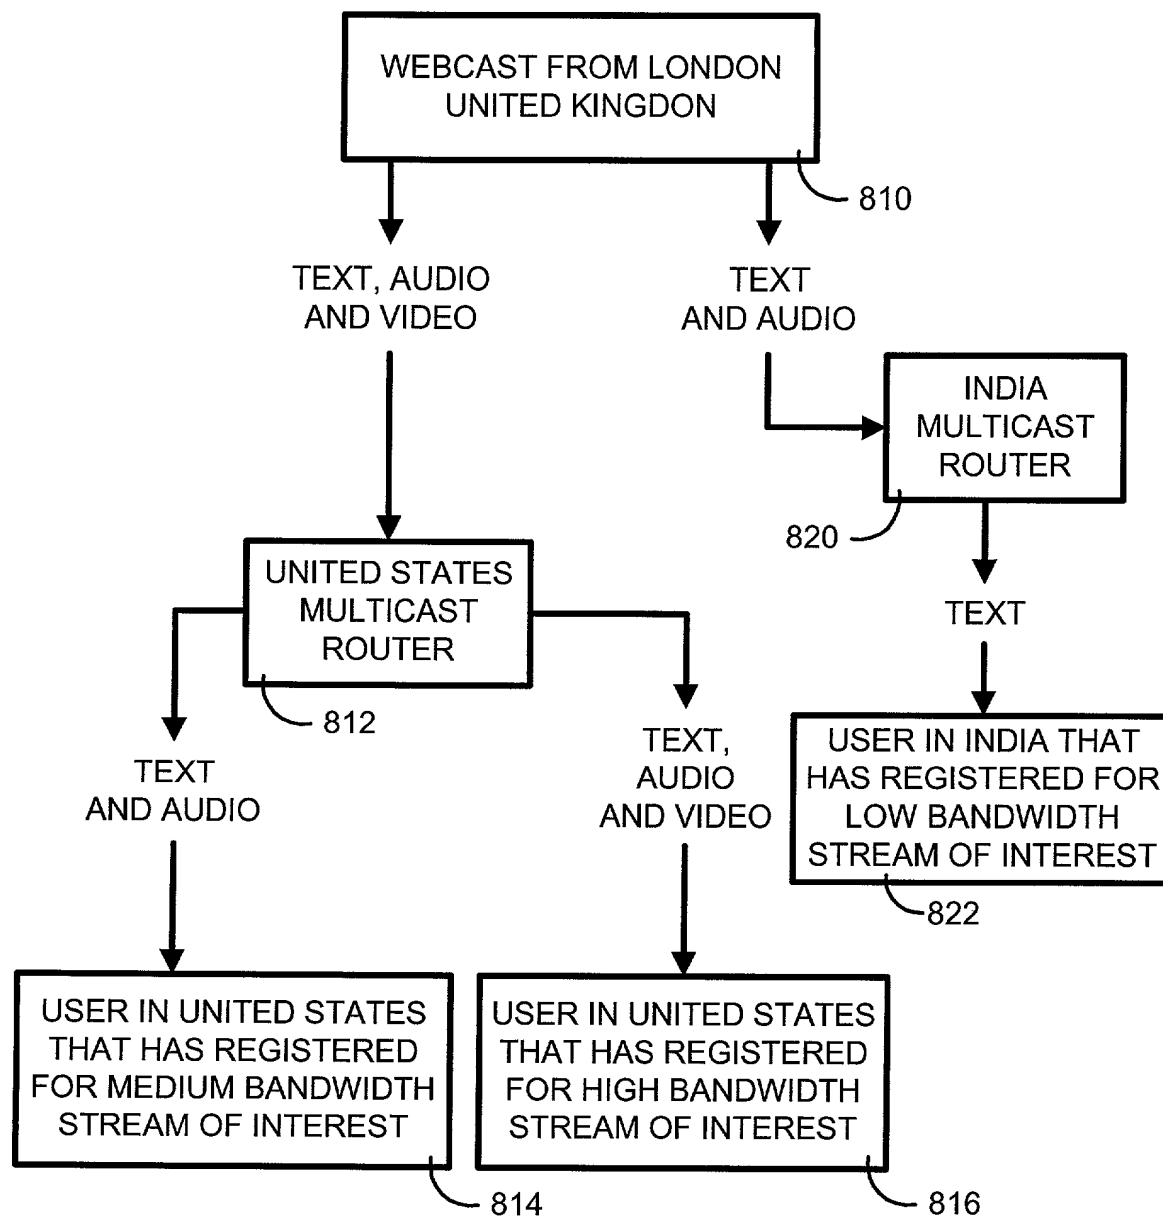 WEBCAST FROM LONDON
UNITED KINGDON
810
TEXT, AUDIO
AND VIDEO
TEXT
AND AUDIO
INDIA
MULTICAST
ROUTER
820
UNITED STATES
MULTICAST
ROUTER
812
TEXT
TEXT
AND AUDIO
TEXT,
AUDIO
AND VIDEO
USER IN INDIA THAT
HAS REGISTERED FOR
LOW BANDWIDTH
STREAM OF INTEREST
822
USER IN UNITED STATES
THAT HAS REGISTERED
FOR MEDIUM BANDWIDTH
STREAM OF INTEREST
814
USER IN UNITED STATES
THAT HAS REGISTERED
FOR HIGH BANDWIDTH
STREAM OF INTEREST
816